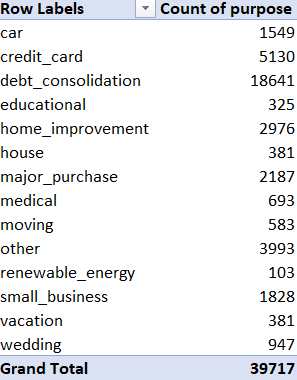 Row Labels Count of purpose
car 1549
credit_card 5130
debt_consolidation 18641
educational 325
home_improvement 2976
house 381
major_purchase 2187
medical 693
moving 583
other 3993
renewable_energy 103
small_business 1828
vacation 381
wedding 947
Grand Total 39717